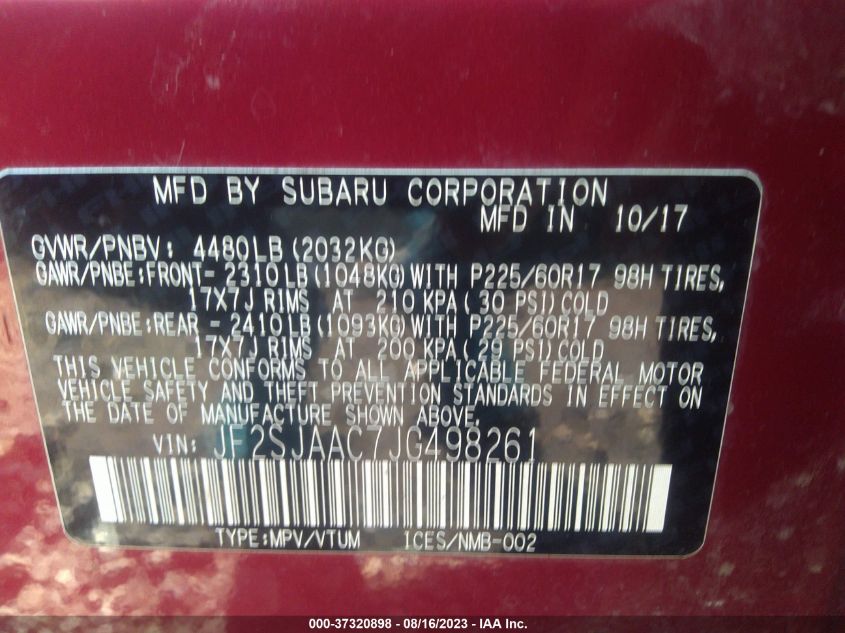 MFD BY SUBARU CORPORATION
MFD IN 10/17
GVWR/PNBV: 4480LB(2032KG)
GAWR/PNBE:FRONT- 2310LB(1048KG)WITH P225/60R17 98H TIRES,
17X7J RIMS AT 210 KPA( 30 PSI)COLD
GAWR/PNBE:REAR - 2410LB(1093KG)WITH P225/60R17 98H TIRES,
17X7J RIMS AT 200 KPA( 29 PSI)COLD
THIS VEHICLE CONFORMS TO ALL APPLICABLE FEDERAL MOTOR
VEHICLE SAFETY AND THEFT PREVENTION STANDARDS IN EFFECT ON
THE DATE OF MANUFACTURE SHOWN ABOVE.
VIN: JF2SJAAC7JG498261
TYPE:MPV/VTUM ICES/NMB-002
000-37320898 - 08/16/2023 - IAA Inc.